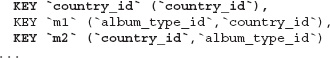 KEY `country_id` (`country_id`),
KEY `m1` (`album_type_id`,`country_id`),
KEY `m2` (`country_id`,`album_type_id`)
...